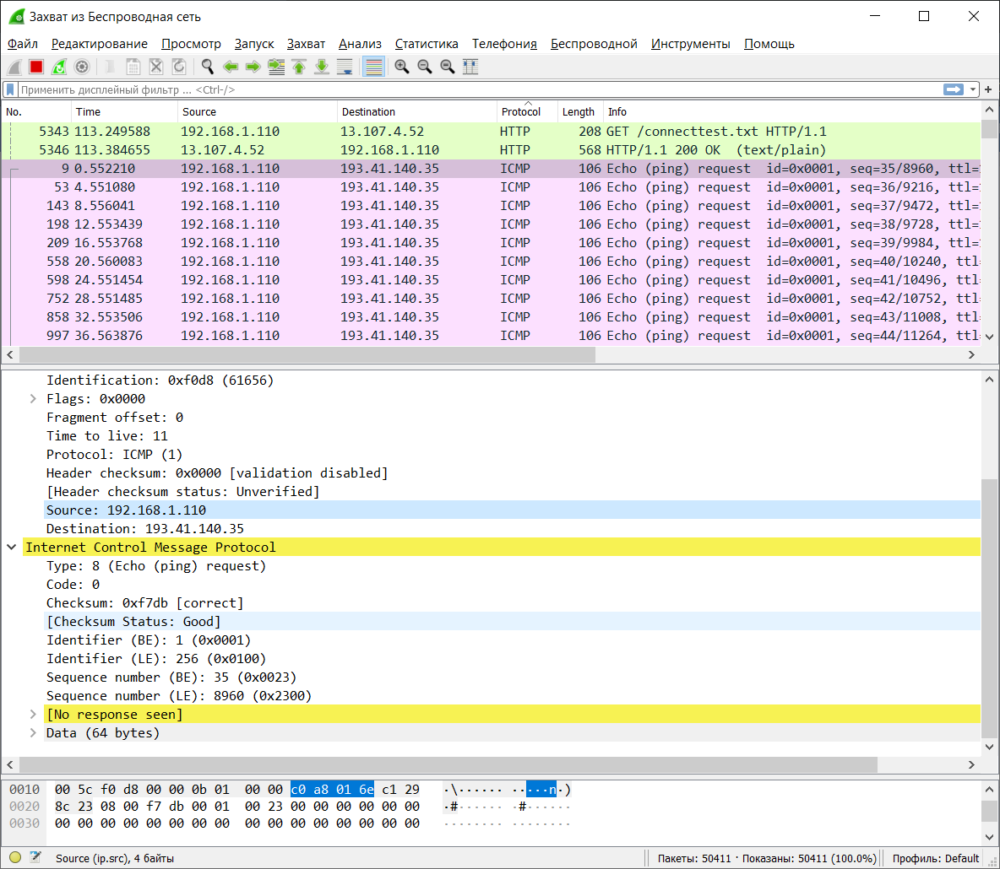 Захват из Беспроводная сеть
Файл Редактирование Просмотр Запуск Захват Анализ Статистика Телефония Беспроводной Инструменты Помощь
Применить дисплейный фильтр ... <Ctrl-/>
No. Time Source Destination Protocol Length Info
5343 113.249588 192.168.1.110 13.107.4.52 HTTP 208 GET /connecttest.txt HTTP/1.1
5346 113.384655 13.107.4.52 192.168.1.110 HTTP 568 HTTP/1.1 200 OK (text/plain)
9 0.552210 192.168.1.110 193.41.140.35 ICMP 106 Echo (ping) request id=0x0001, seq=35/8960, ttl=
53 4.551080 192.168.1.110 193.41.140.35 ICMP 106 Echo (ping) request id=0x0001, seq=36/9216, ttl=
143 8.556041 192.168.1.110 193.41.140.35 ICMP 106 Echo (ping) request id=0x0001, seq=37/9472, ttl=
198 12.553439 192.168.1.110 193.41.140.35 ICMP 106 Echo (ping) request id=0x0001, seq=38/9728, ttl=
209 16.553768 192.168.1.110 193.41.140.35 ICMP 106 Echo (ping) request id=0x0001, seq=39/9984, ttl=
558 20.560083 192.168.1.110 193.41.140.35 ICMP 106 Echo (ping) request id=0x0001, seq=40/10240, ttl
598 24.551454 192.168.1.110 193.41.140.35 ICMP 106 Echo (ping) request id=0x0001, seq=41/10496, ttl
752 28.551485 192.168.1.110 193.41.140.35 ICMP 106 Echo (ping) request id=0x0001, seq=42/10752, ttl
858 32.553506 192.168.1.110 193.41.140.35 ICMP 106 Echo (ping) request id=0x0001, seq=43/11008, ttl
997 36.563876 192.168.1.110 193.41.140.35 ICMP 106 Echo (ping) request id=0x0001, seq=44/11264, ttl
Identification: 0xf0d8 (61656)
Flags: 0x0000
Fragment offset: 0
Time to live: 11
Protocol: ICMP (1)
Header checksum: 0x0000 [validation disabled]
[Header checksum status: Unverified]
Source: 192.168.1.110
Destination: 193.41.140.35
Internet Control Message Protocol
Type: 8 (Echo (ping) request)
Code: 0
Checksum: 0xf7db [correct]
[Checksum Status: Good]
Identifier (BE): 1 (0x0001)
Identifier (LE): 256 (0x0100)
Sequence number (BE): 35 (0x0023)
Sequence number (LE): 8960 (0x2300)
[No response seen]
Data (64 bytes)
0010 00 5c f0 d8 00 00 0b 01 00 00 c0 a8 01 6e c1 29 ·\······ ·····n·)
0020 8c 23 08 00 f7 db 00 01 00 23 00 00 00 00 00 00 ·#······ ·#······
0030 00 00 00 00 00 00 00 00 00 00 00 00 00 00 00 00 ········ ········
Source (ip.src), 4 байты Пакеты: 50411 · Показаны: 50411 (100.0%) Профиль: Default